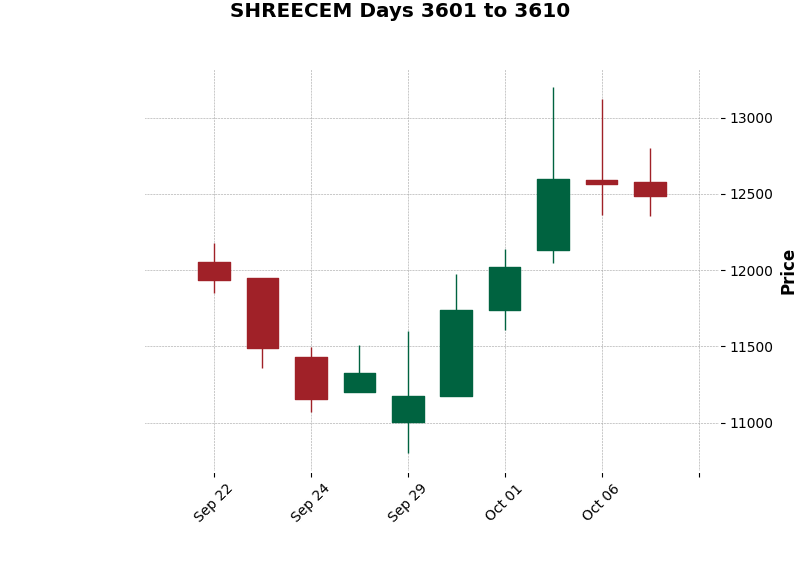 SHREECEM Days 3601 to 3610
13000
12500
12000
11500
11000
Price
Sep 22
Sep 24
Sep 29
Oct 01
Oct 06